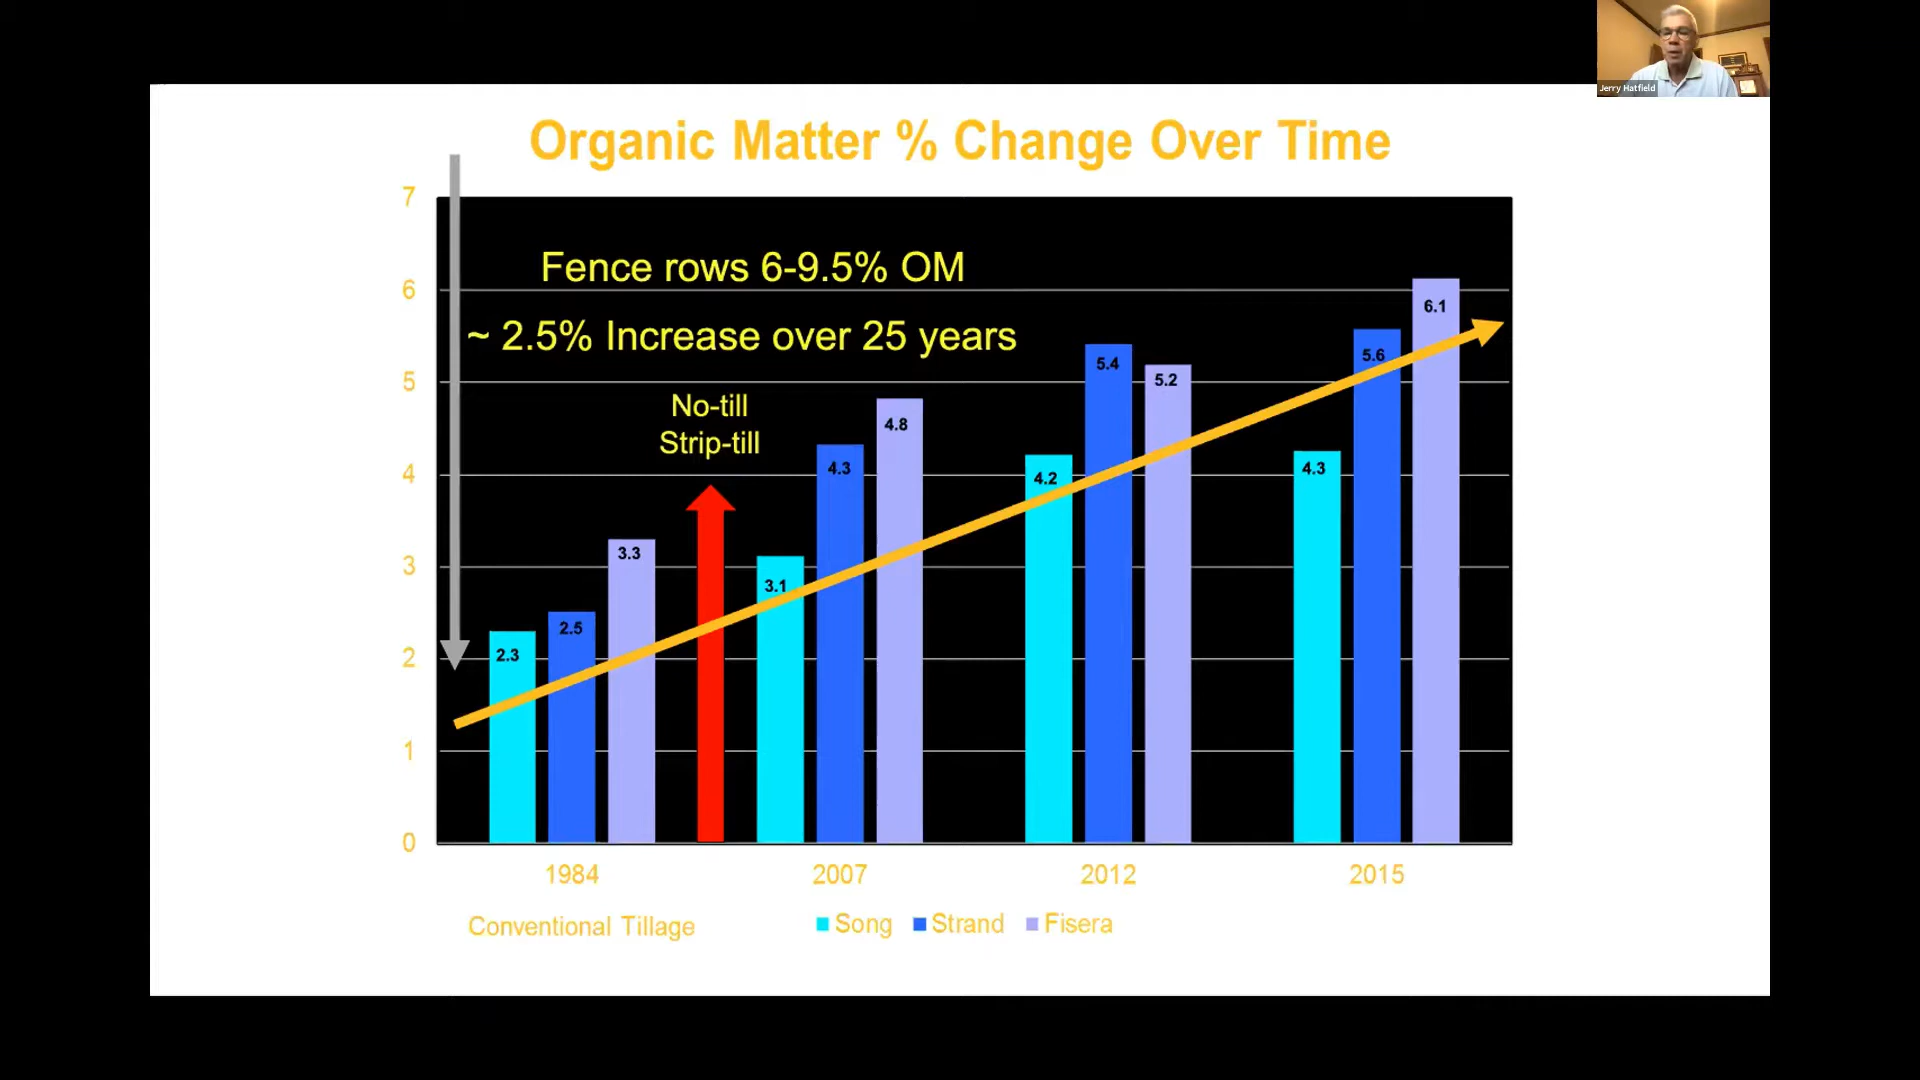 Jerry Hatfield
Organic Matter % Change Over Time
7
6
5
4
3
2
1
0
Fence rows 6-9.5% OM
~ 2.5% Increase over 25 years
No-till
Strip-till
2.3
2.5
3.3
3.1
4.3
4.8
4.2
5.4
5.2
4.3
5.6
6.1
1984
2007
2012
2015
Conventional Tillage
Song
Strand
Fisera